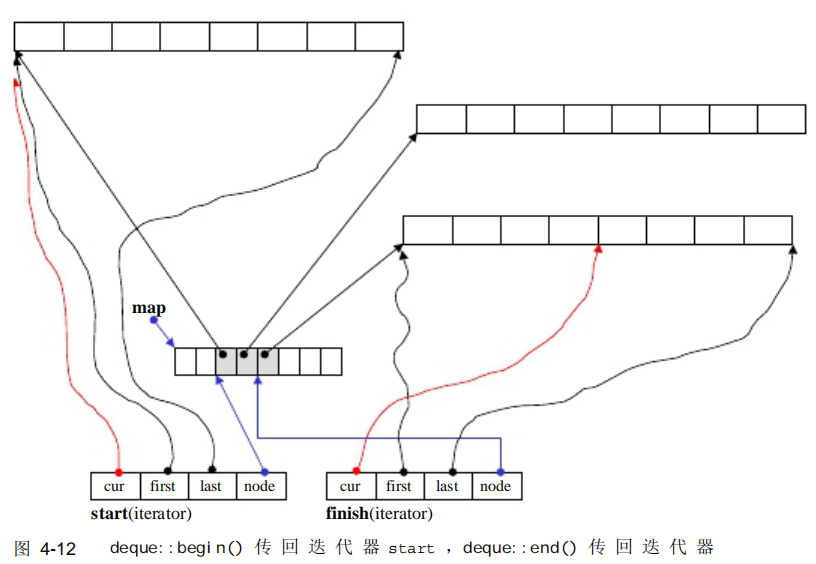 map
cur first last node
start(iterator)
cur first last node
finish(iterator)
图 4-12 deque::begin() 传回迭代器 start ,deque::end() 传回迭代器